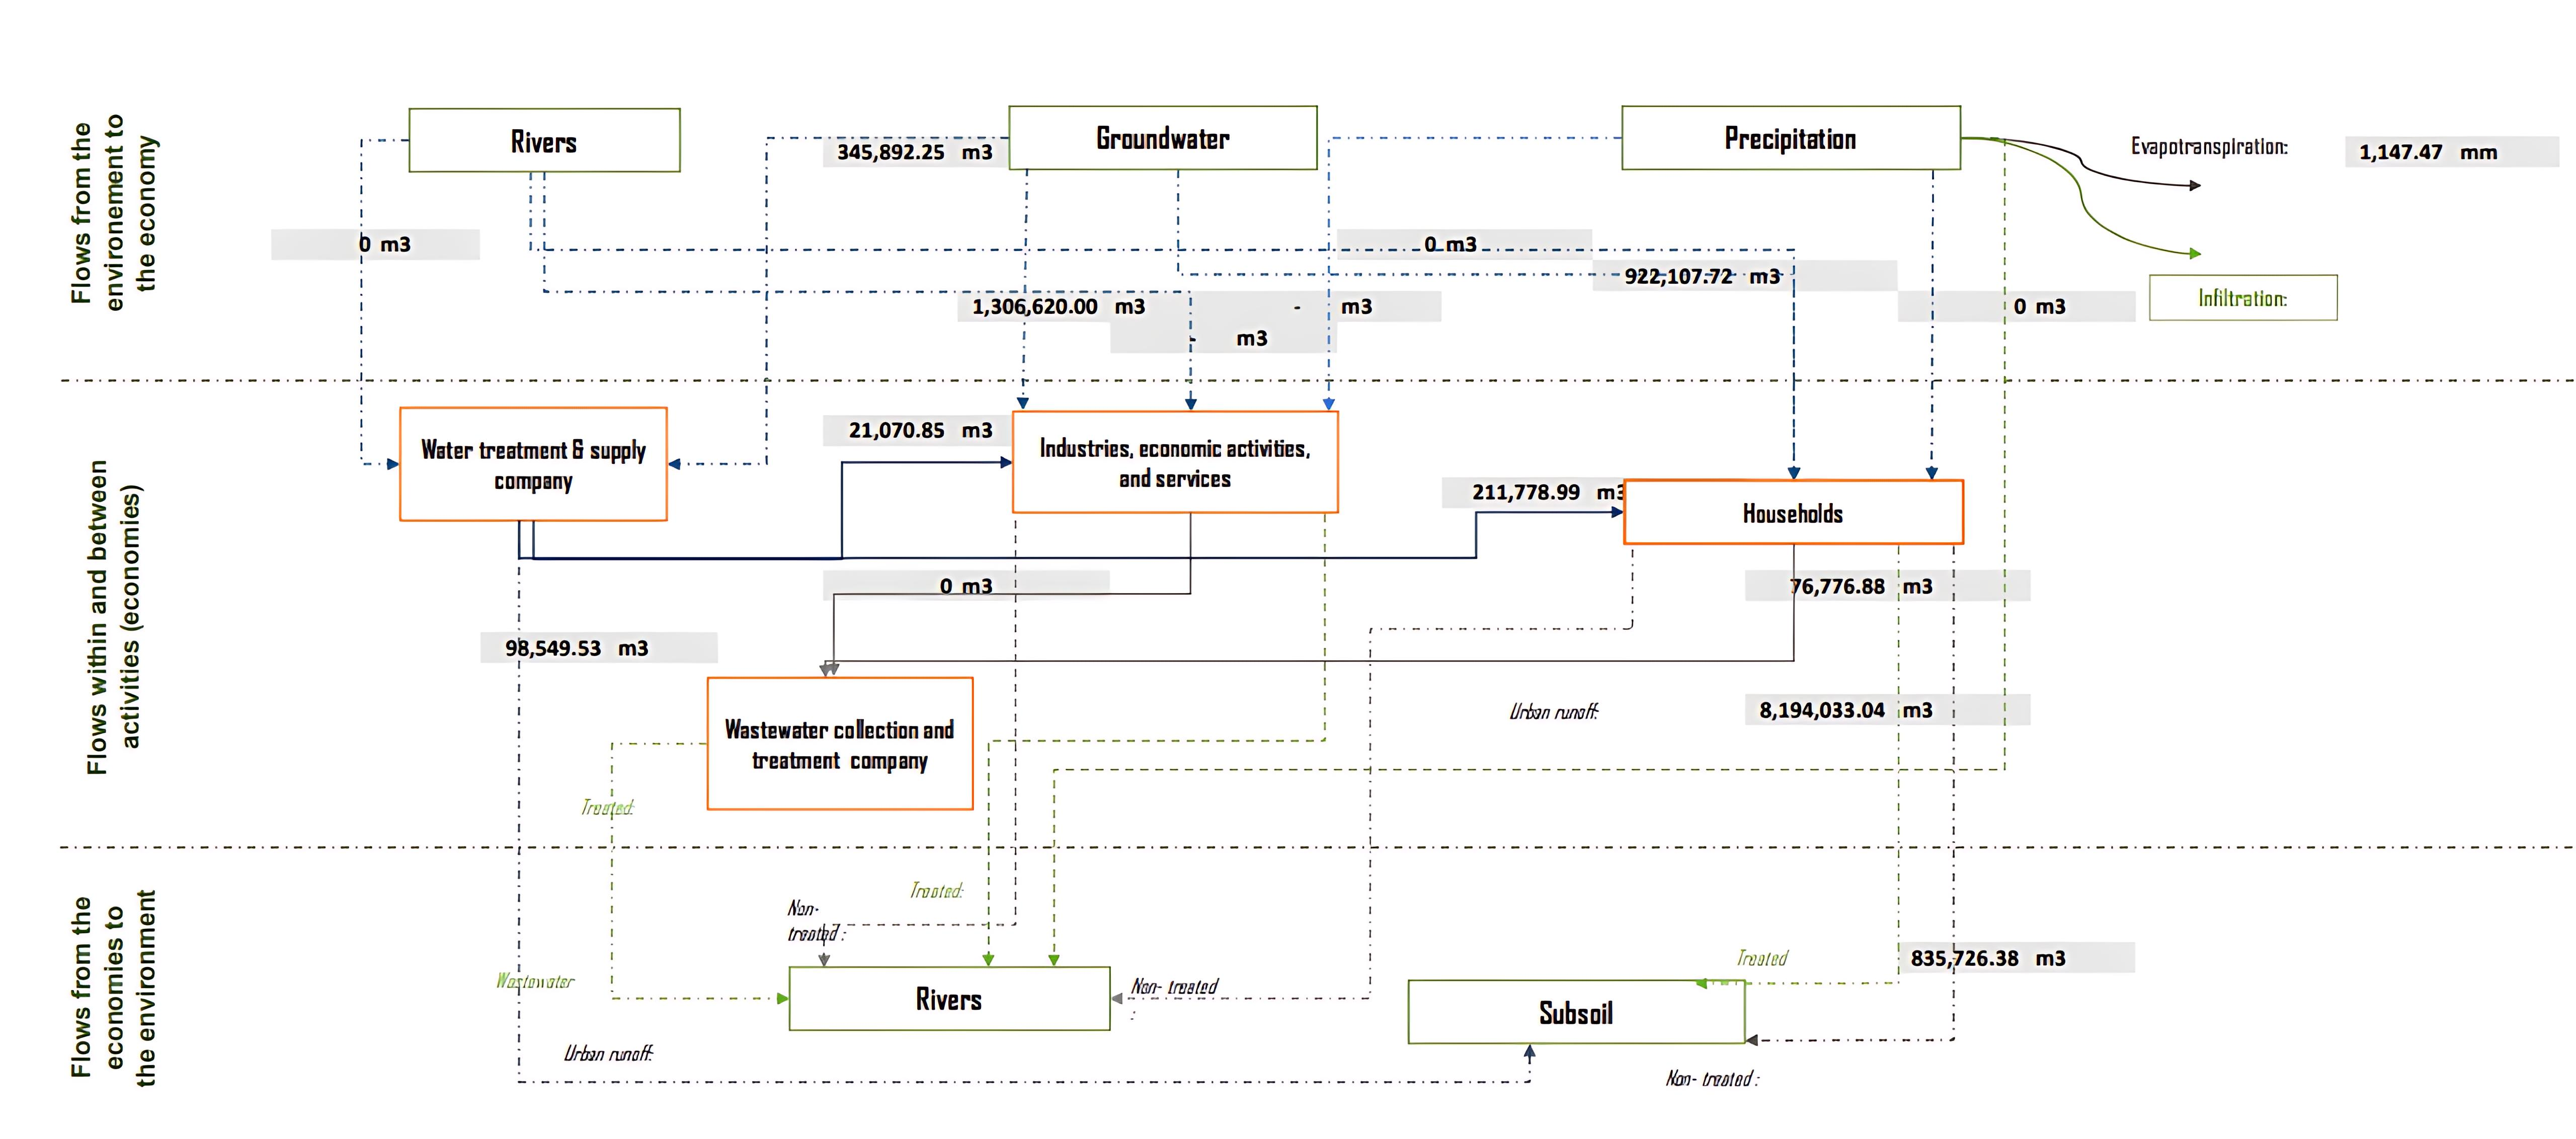 Flows from the
environement to
the economy
Rivers
Groundwater
Precipitation
345,892.25 m3
Evapotranspiration:
1,147.47 mm
0 m3
0 m3
922,107.72 m3
1,306,620.00 m3
- m3
0 m3
Infiltration:
- m3
Flows within and between
activities (economies)
Water treatment & supply
company
21,070.85 m3
Industries, economic activities,
and services
211,778.99 m3
Households
0 m3
76,776.88 m3
98,549.53 m3
Wastewater collection and
treatment company
Urban runoff:
8,194,033.04 m3
Treated:
Flows from the
economies to
the environment
Treated:
Non-
treated :
Treated
835,726.38 m3
Wastewater
Rivers
Non- treated
:
Subsoil
Urban runoff:
Non- treated :